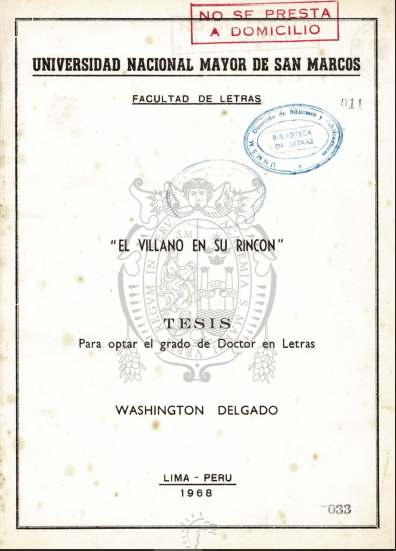 NO SE PRESTA
A DOMICILIO
UNIVERSIDAD NACIONAL MAYOR DE SAN MARCOS
FACULTAD DE LETRAS
011
BIBLIOTECA
DE LETRAS
"EL VILLANO EN SU RINCON"
TESIS
Para optar el grado de Doctor en Letras
WASHINGTON DELGADO
LIMA - PERU
1968
-033